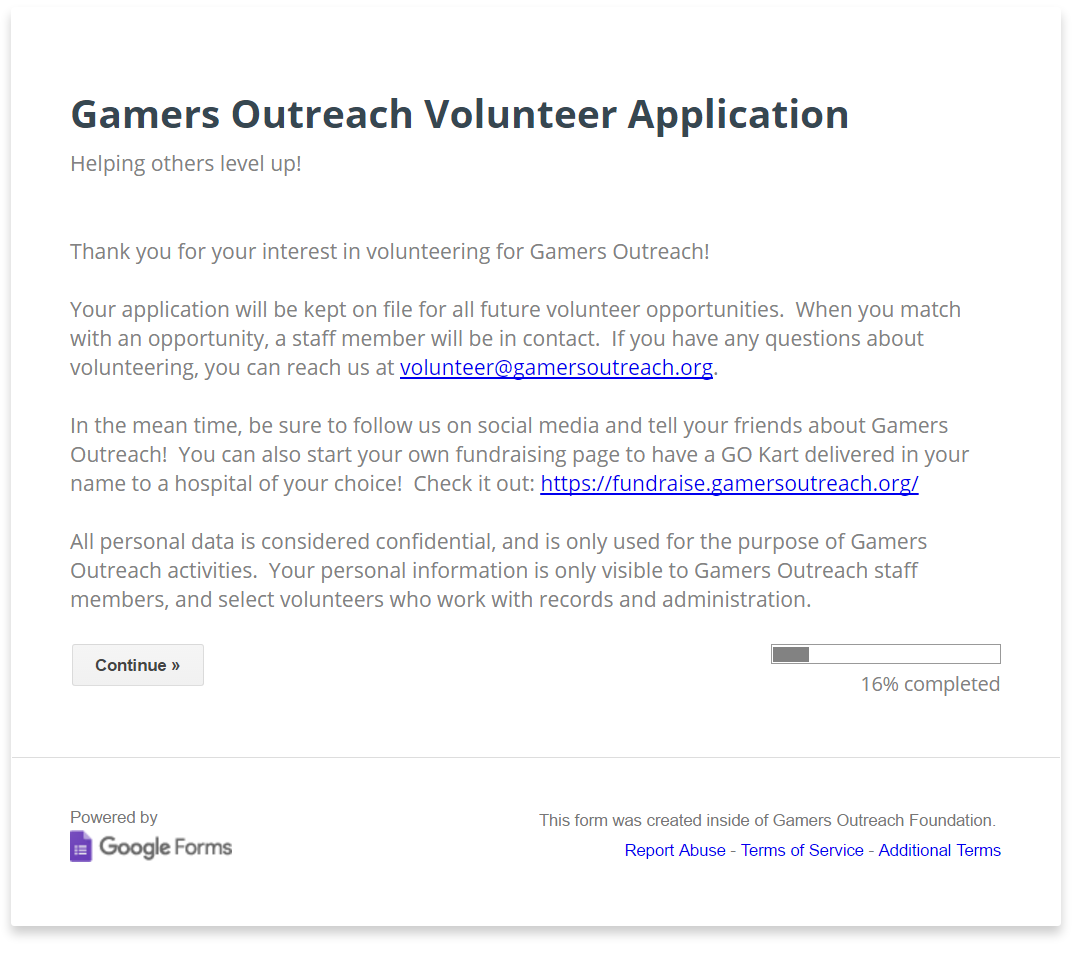 Gamers Outreach Volunteer Application
Helping others level up!
Thank you for your interest in volunteering for Gamers Outreach!
Your application will be kept on file for all future volunteer opportunities.  When you match
with an opportunity, a staff member will be in contact.  If you have any questions about
volunteering, you can reach us at volunteer@gamersoutreach.org.
In the mean time, be sure to follow us on social media and tell your friends about Gamers
Outreach!  You can also start your own fundraising page to have a GO Kart delivered in your
name to a hospital of your choice!  Check it out: https://fundraise.gamersoutreach.org/
All personal data is considered confidential, and is only used for the purpose of Gamers
Outreach activities.  Your personal information is only visible to Gamers Outreach staff
members, and select volunteers who work with records and administration.
Continue »
16% completed
Powered by
Google Forms
This form was created inside of Gamers Outreach Foundation.
Report Abuse - Terms of Service - Additional Terms